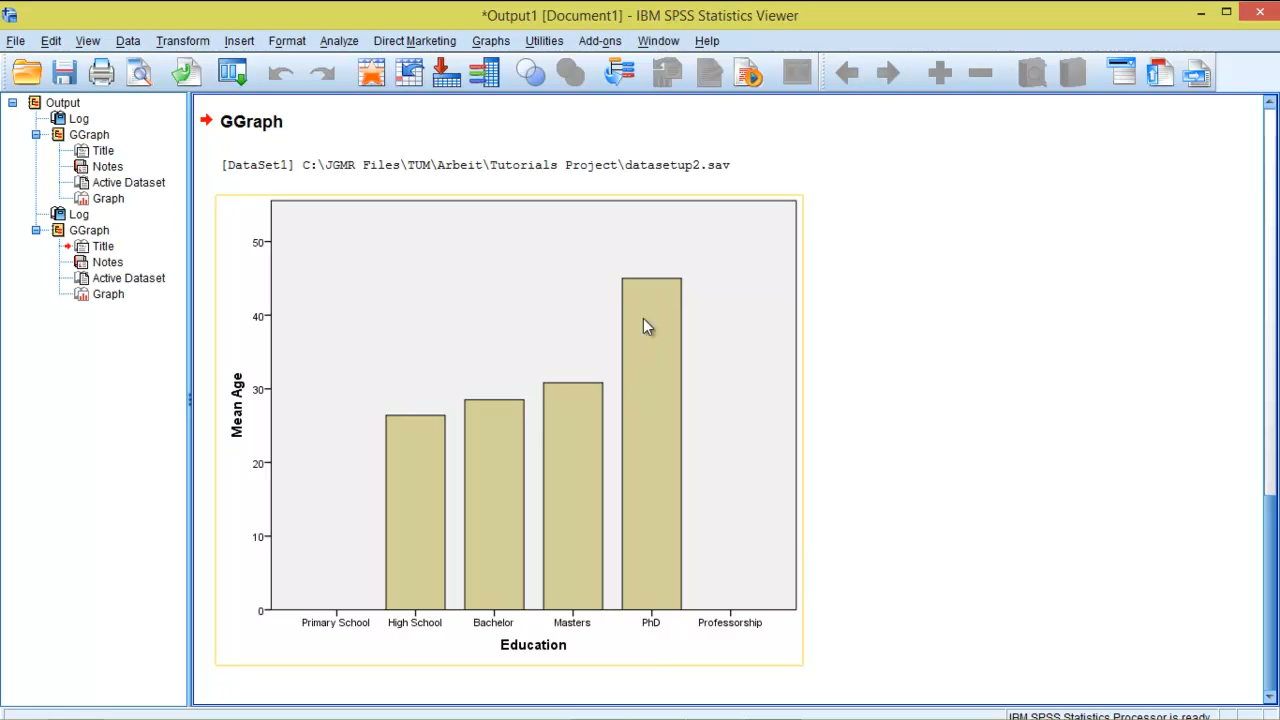 *Output1 [Document1] - IBM SPSS Statistics Viewer
File Edit View Data Transform Insert Format Analyze Direct Marketing Graphs Utilities Add-ons Window Help
Output
Log
GGraph
Title
Notes
Active Dataset
Graph
Log
GGraph
Title
Notes
Active Dataset
Graph
GGraph
[DataSet1] C:\JGMR Files\TUM\Arbeit\Tutorials Project\datasetup2.sav
50
40
30
20
10
0
Mean Age
Primary School High School Bachelor Masters PhD Professorship
Education
IBM SPSS Statistics Processor is ready